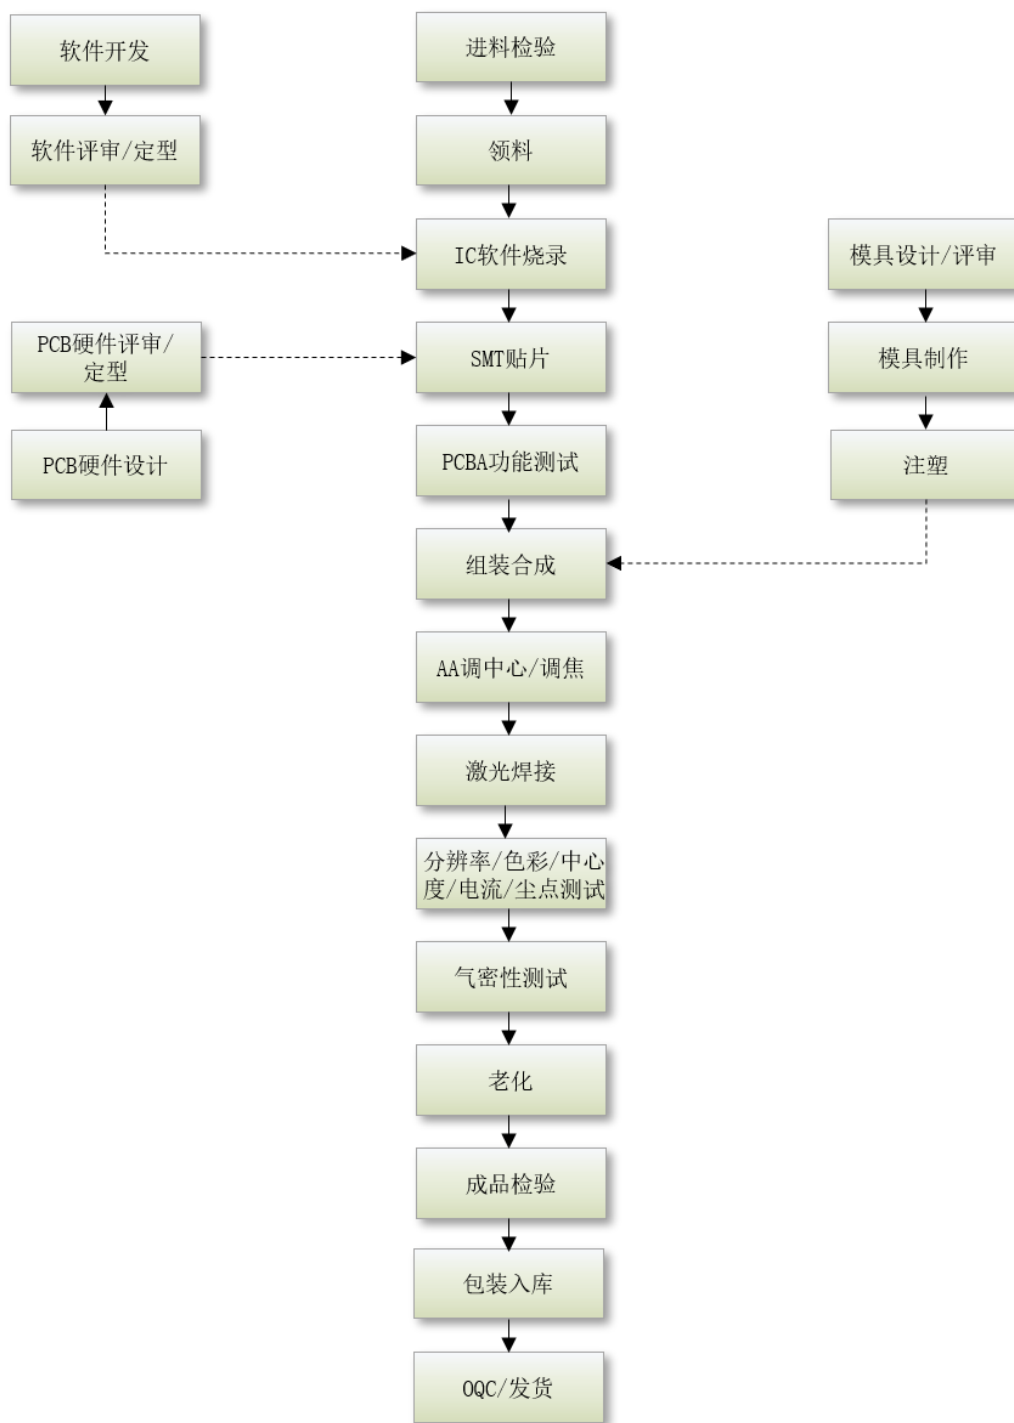 软件开发
进料检验
软件评审/定型
领料
IC软件烧录
模具设计/评审
PCB硬件评审/
定型
SMT贴片
模具制作
PCB硬件设计
PCBA功能测试
注塑
组装合成
AA调中心/调焦
激光焊接
分辨率/色彩/中心
度/电流/尘点测试
气密性测试
老化
成品检验
包装入库
OQC/发货